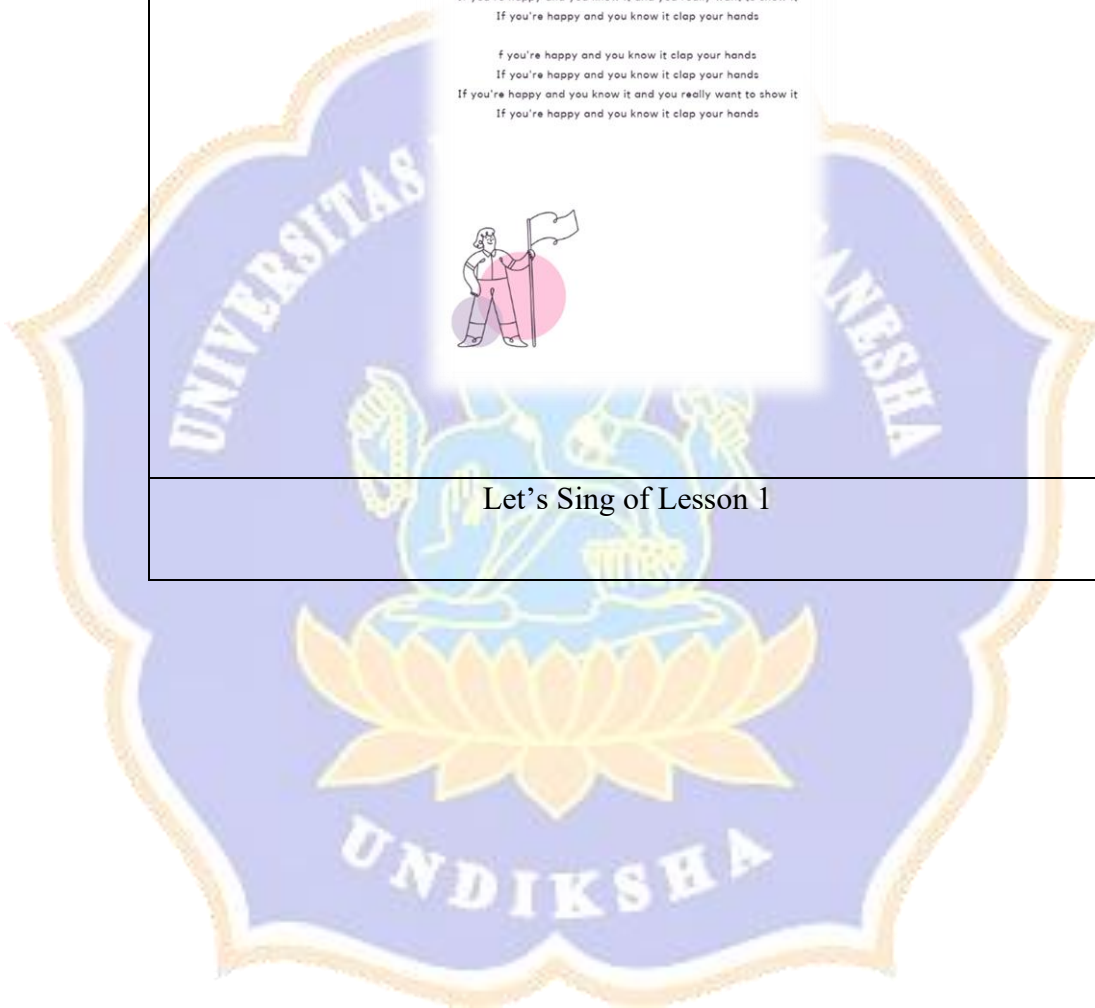 If you're happy and you know it clap your hands
f you're happy and you know it clap your hands
If you're happy and you know it clap your hands
If you're happy and you know it and you really want to show it
If you're happy and you know it clap your hands
UNIVERSITAS
ANESHA
Let's Sing of Lesson 1
UNDIKSHA